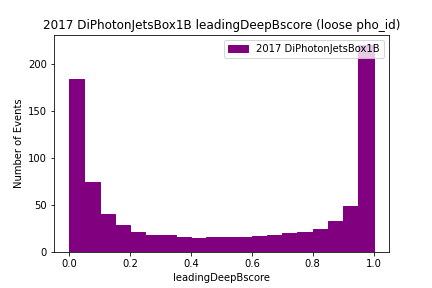 2017 DiPhotonJetsBox1B leadingDeepBscore (loose pho_id)
2017 DiPhotonJetsBox1B
Number of Events
200
150
100
50
0
0.0 0.2 0.4 0.6 0.8 1.0
leadingDeepBscore